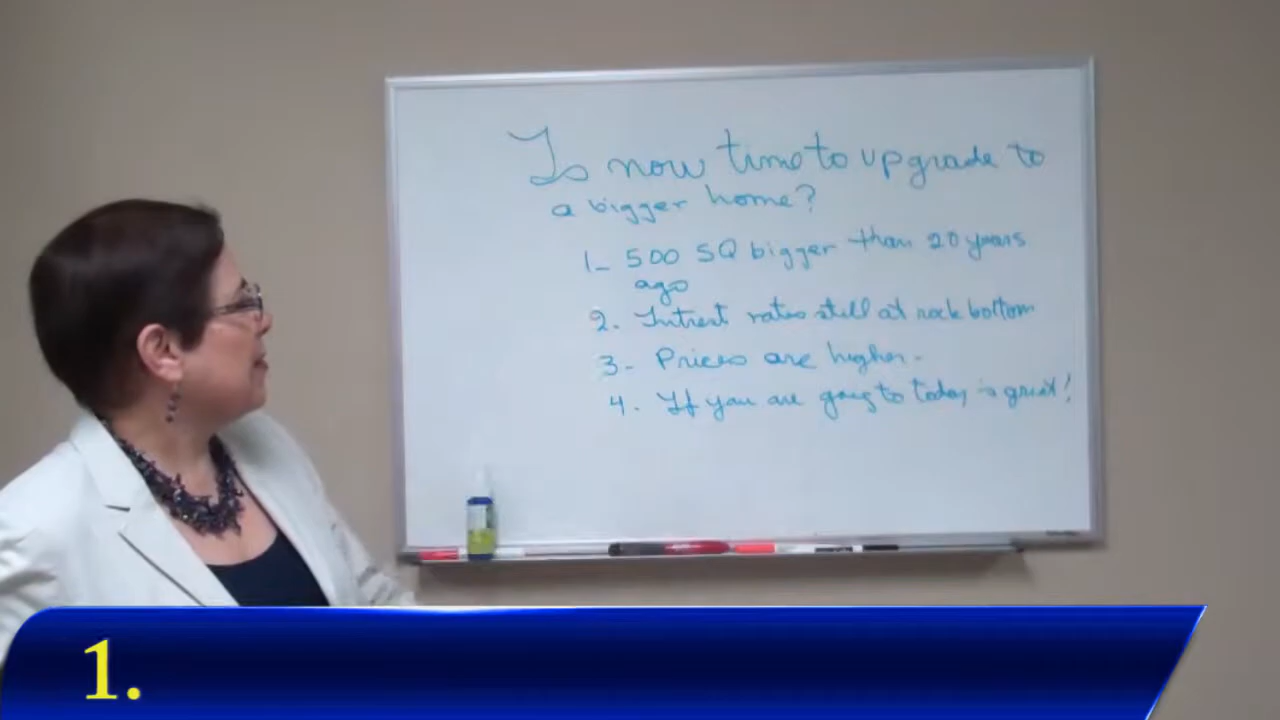 Is now time to upgrade to
a bigger home?
1- 500 SQ bigger than 20 years
ago
2. Intrest rates still at rock bottom
3- Prices are higher.
4. If you are going to today is great!
1.